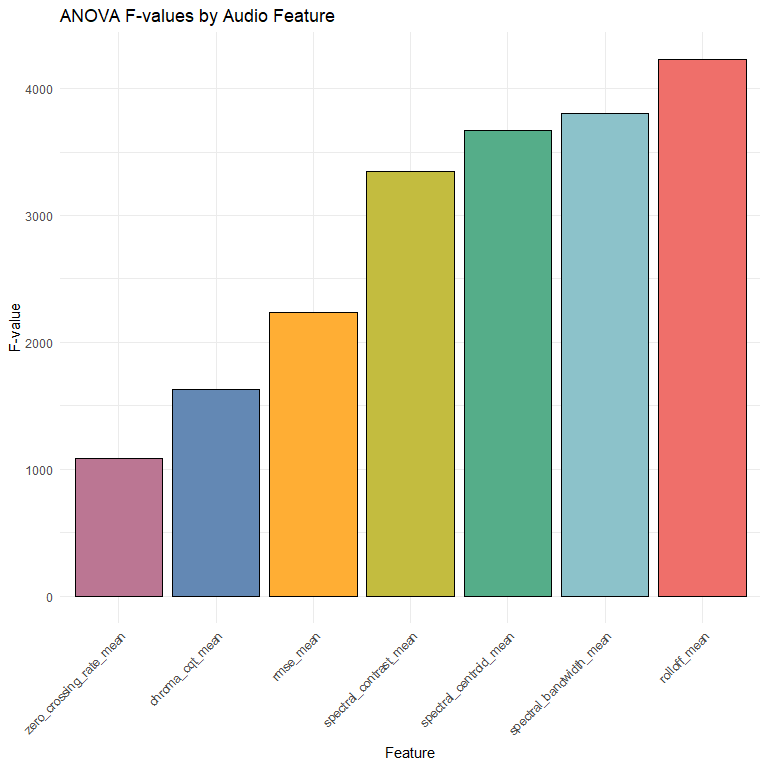 ANOVA F-values by Audio Feature
F-value
4000
3000
2000
1000
0
zero_crossing_rate_mean
chroma_cqt_mean
rmse_mean
spectral_contrast_mean
spectral_centroid_mean
spectral_bandwidth_mean
rolloff_mean
Feature